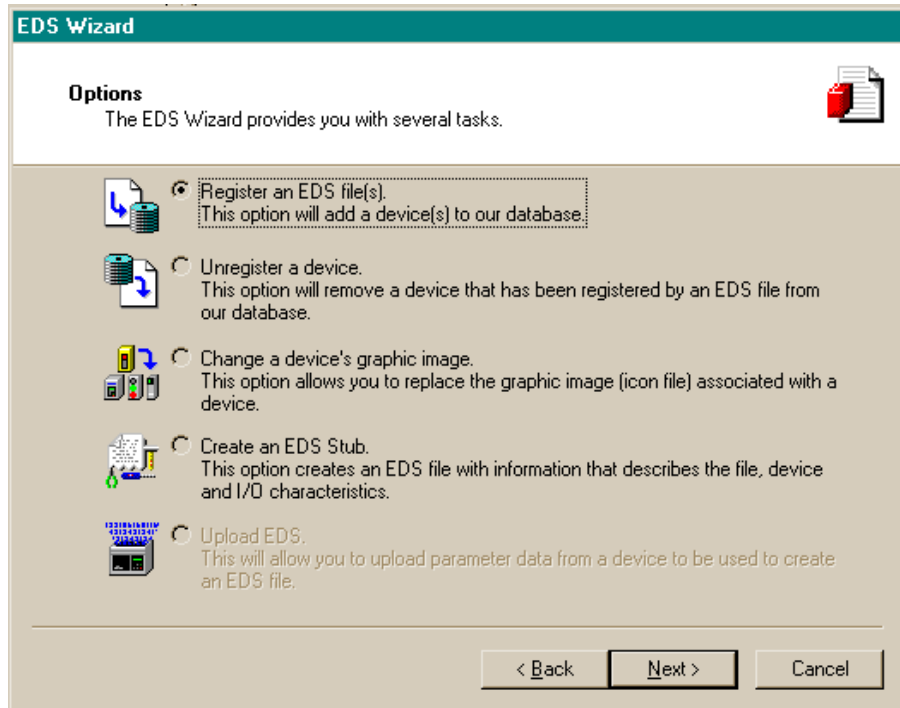 EDS Wizard
Options
The EDS Wizard provides you with several tasks.
Register an EDS file(s).
This option will add a device(s) to our database.
Unregister a device.
This option will remove a device that has been registered by an EDS file from
our database.
Change a device's graphic image.
This option allows you to replace the graphic image (icon file) associated with a
device.
Create an EDS Stub.
This option creates an EDS file with information that describes the file, device
and I/O characteristics.
Upload EDS.
This will allow you to upload parameter data from a device to be used to create
an EDS file.
< Back
Next >
Cancel